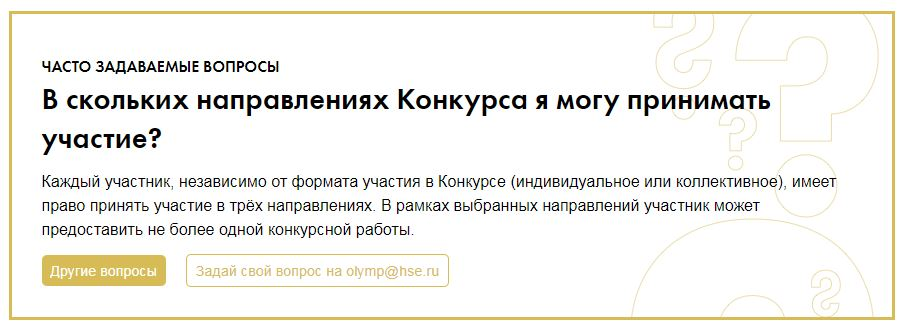 ЧАСТО ЗАДАВАЕМЫЕ ВОПРОСЫ
В скольких направлениях Конкурса я могу принимать
участие?
Каждый участник, независимо от формата участия в Конкурсе (индивидуальное или коллективное), имеет
право принять участие в трёх направлениях. В рамках выбранных направлений участник может
предоставить не более одной конкурсной работы.
Другие вопросы
Задай свой вопрос на olymp@hse.ru